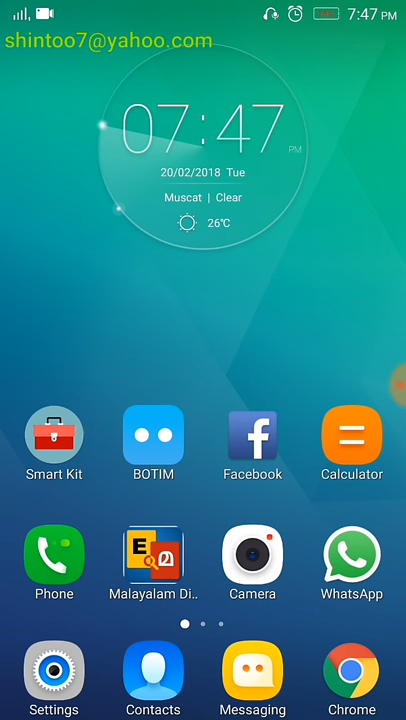 7:47 PM
shintoo7@yahoo.com
07:47 PM
20/02/2018 Tue
Muscat | Clear
26℃
Smart Kit
BOTIM
Facebook
Calculator
Phone
Malayalam Di..
Camera
WhatsApp
Settings
Contacts
Messaging
Chrome